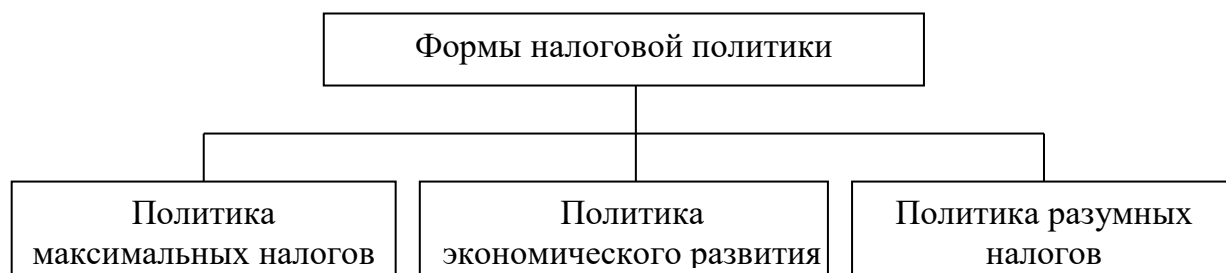 Формы налоговой политики
Политика
максимальных налогов
Политика
экономического развития
Политика разумных
налогов